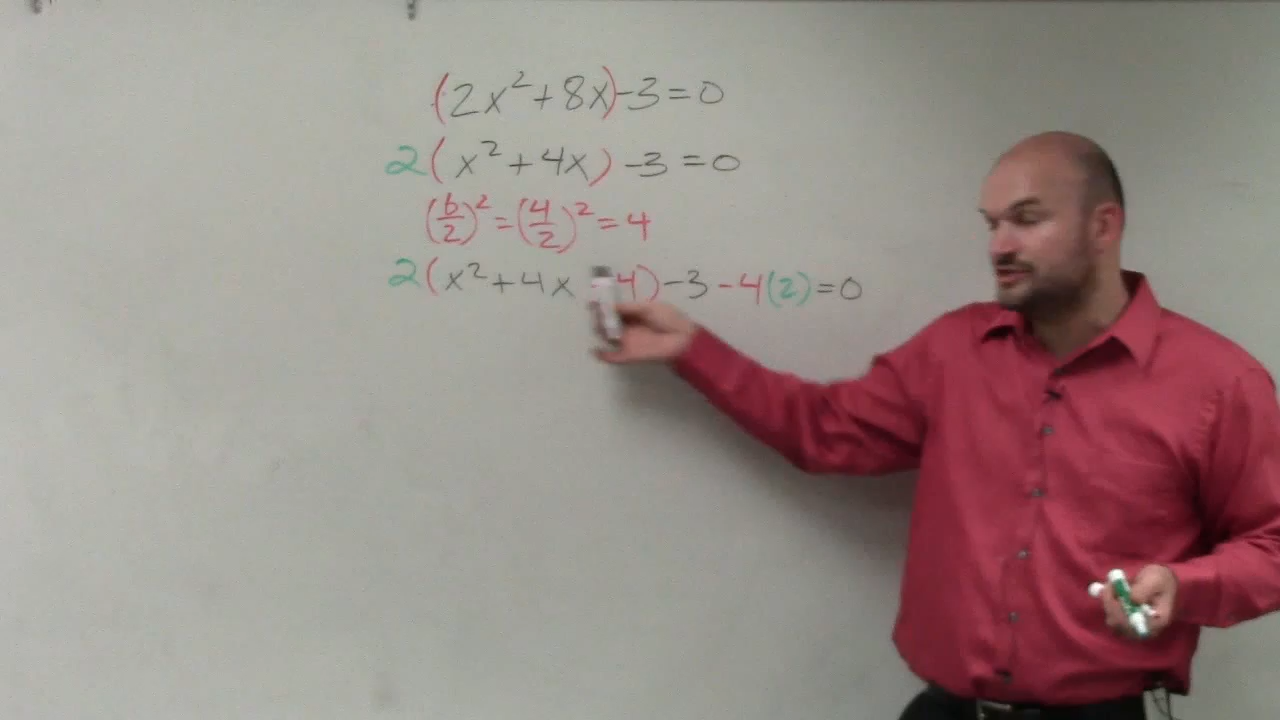 (2x²+8x)-3=0
2(x²+4x)-3=0
(b/2)²=(4/2)²=4
2(x²+4x 4)-3-4(2)=0